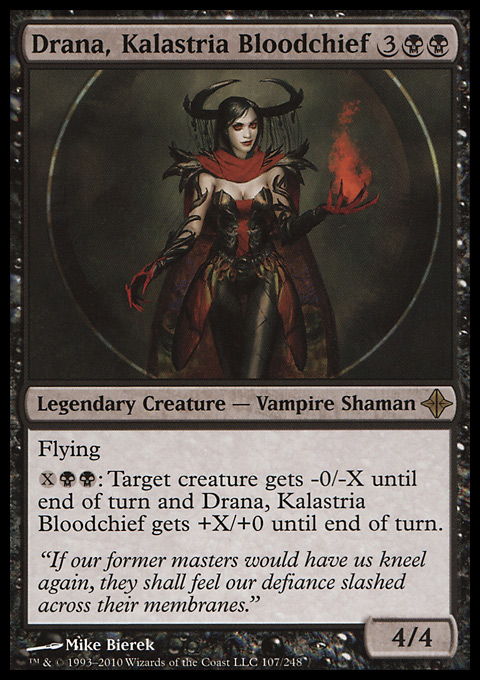 Drana, Kalastria Bloodchief 3
Legendary Creature — Vampire Shaman
Flying
X: Target creature gets -0/-X until
end of turn and Drana, Kalastria
Bloodchief gets +X/+0 until end of turn.
“If our former masters would have us kneel
again, they shall feel our defiance slashed
across their membranes.”
Mike Bierek
4/4
™ & © 1993–2010 Wizards of the Coast LLC 107/248